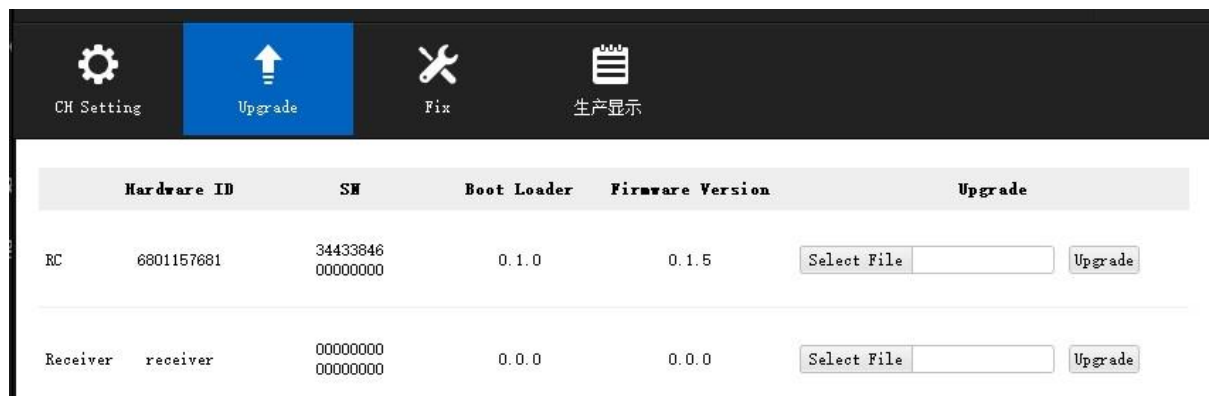 CH Setting Upgrade Fix 生产显示
Hardware ID SN Boot Loader Firmware Version Upgrade
RC 6801157681 34433846 0.1.0 0.1.5 Select File Upgrade
00000000
Receiver receiver 00000000 0.0.0 0.0.0 Select File Upgrade
00000000